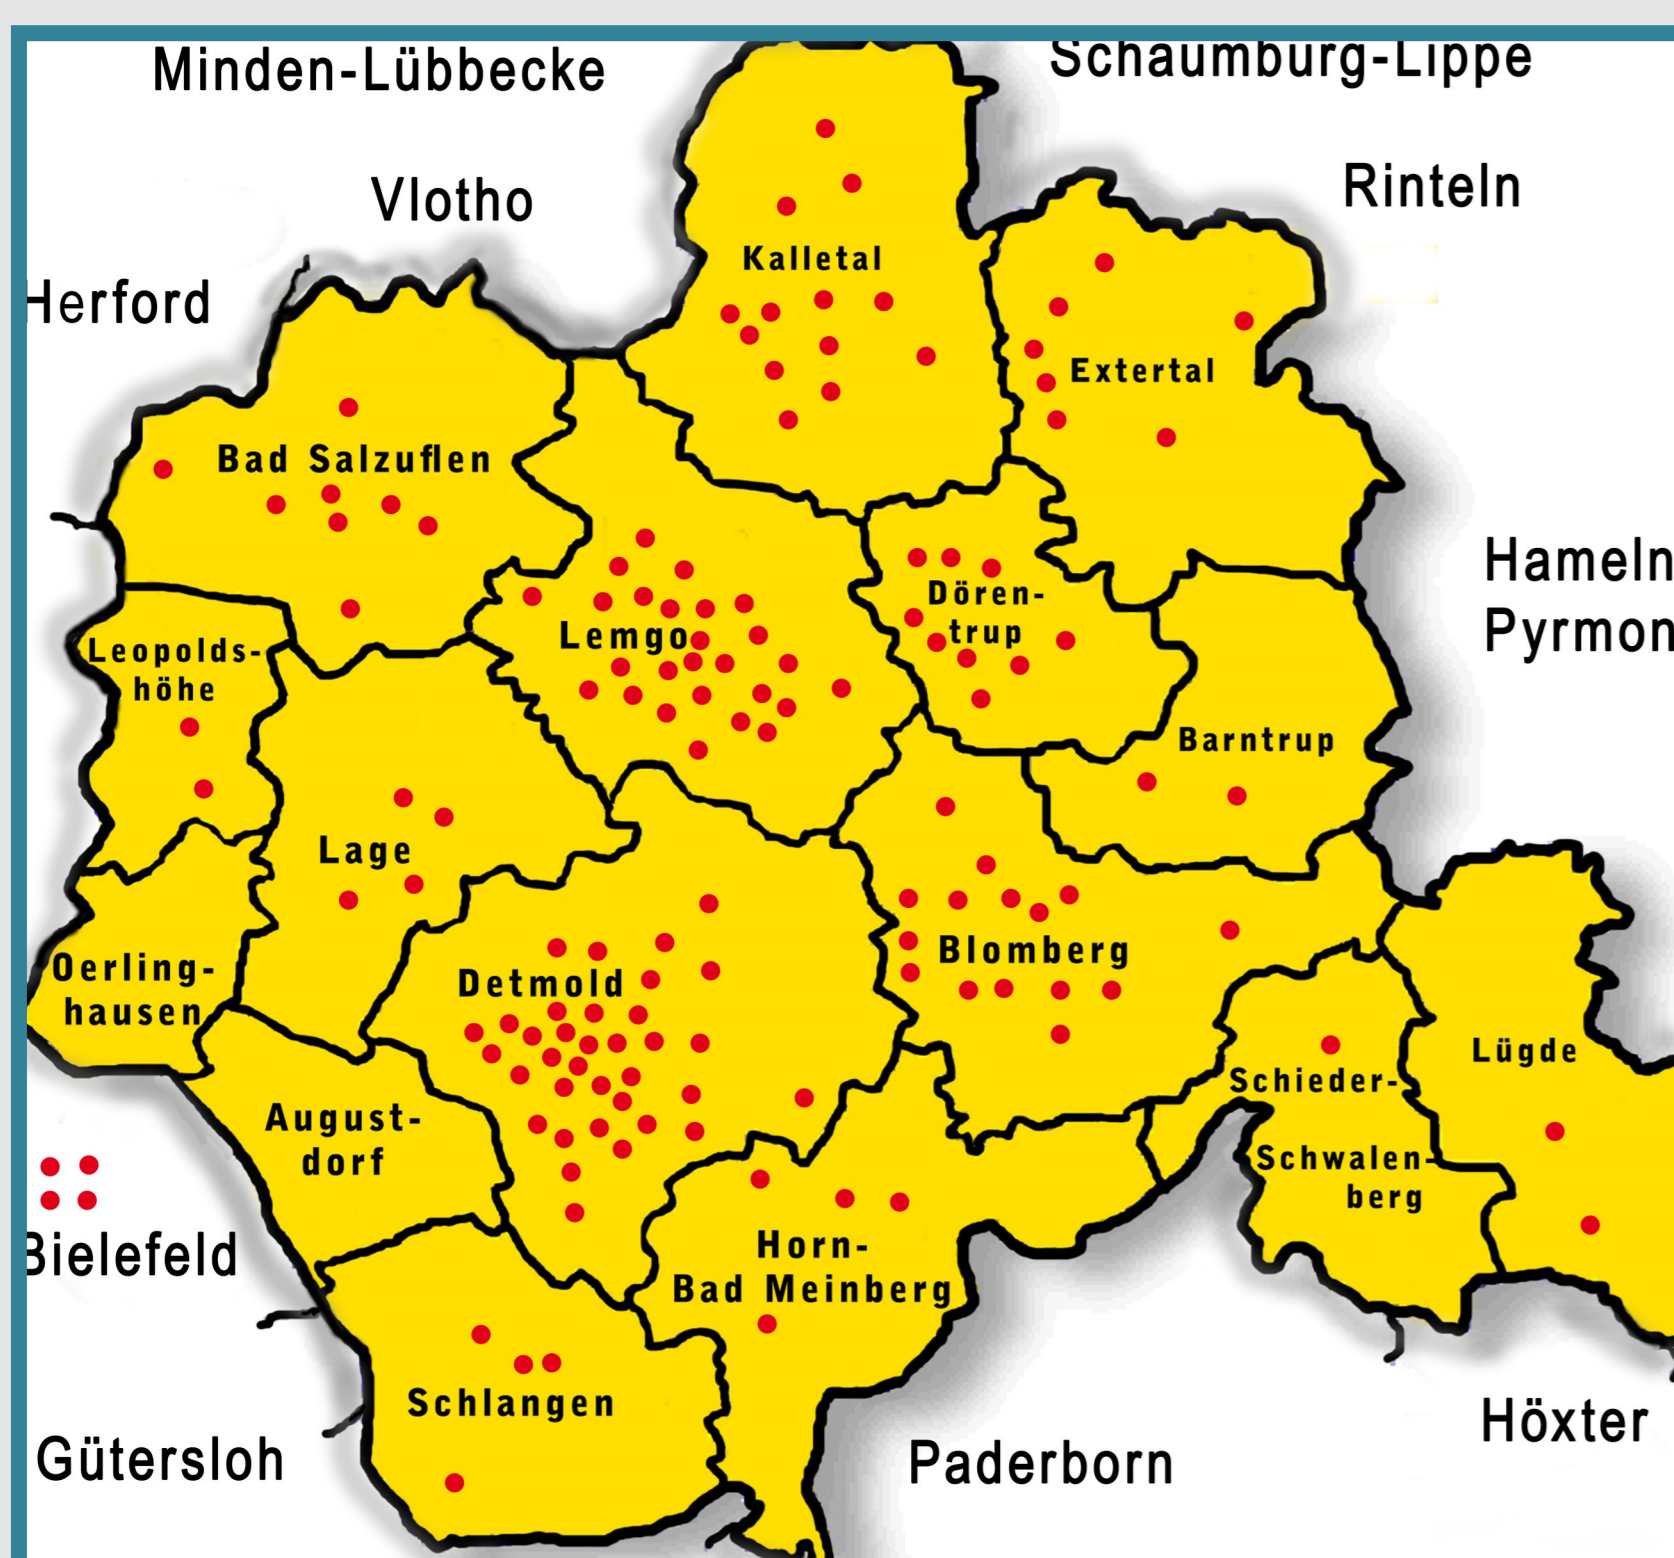 Minden-Lübbecke
Schaumburg-Lippe
Vlotho
Rinteln
Herford
Kalletal
Extertal
Bad Salzuflen
Hameln
Pyrmon
Dören-
trup
Lemgo
Leopolds-
höhe
Barntrup
Lage
Blomberg
Oerling-
hausen
Detmold
Lügde
Schieder-
Schwalen-
berg
August-
dorf
Bielefeld
Horn-
Bad Meinberg
Schlangen
Gütersloh
Paderborn
Höxter